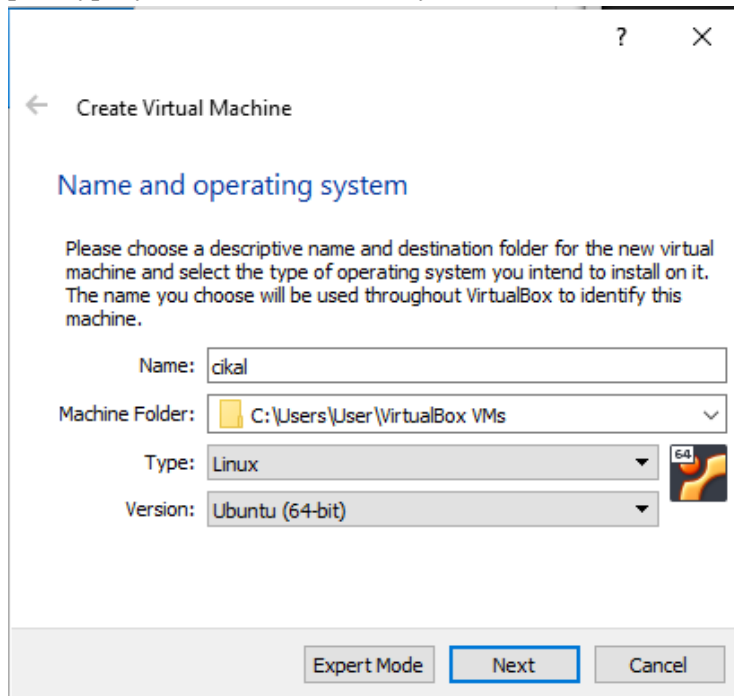 ?
Create Virtual Machine
Name and operating system
Please choose a descriptive name and destination folder for the new virtual
machine and select the type of operating system you intend to install on it.
The name you choose will be used throughout VirtualBox to identify this
machine.
Name: cikal
Machine Folder: C:\Users\User\VirtualBox VMs
Type: Linux
64
Version: Ubuntu (64-bit)
Expert Mode Next Cancel